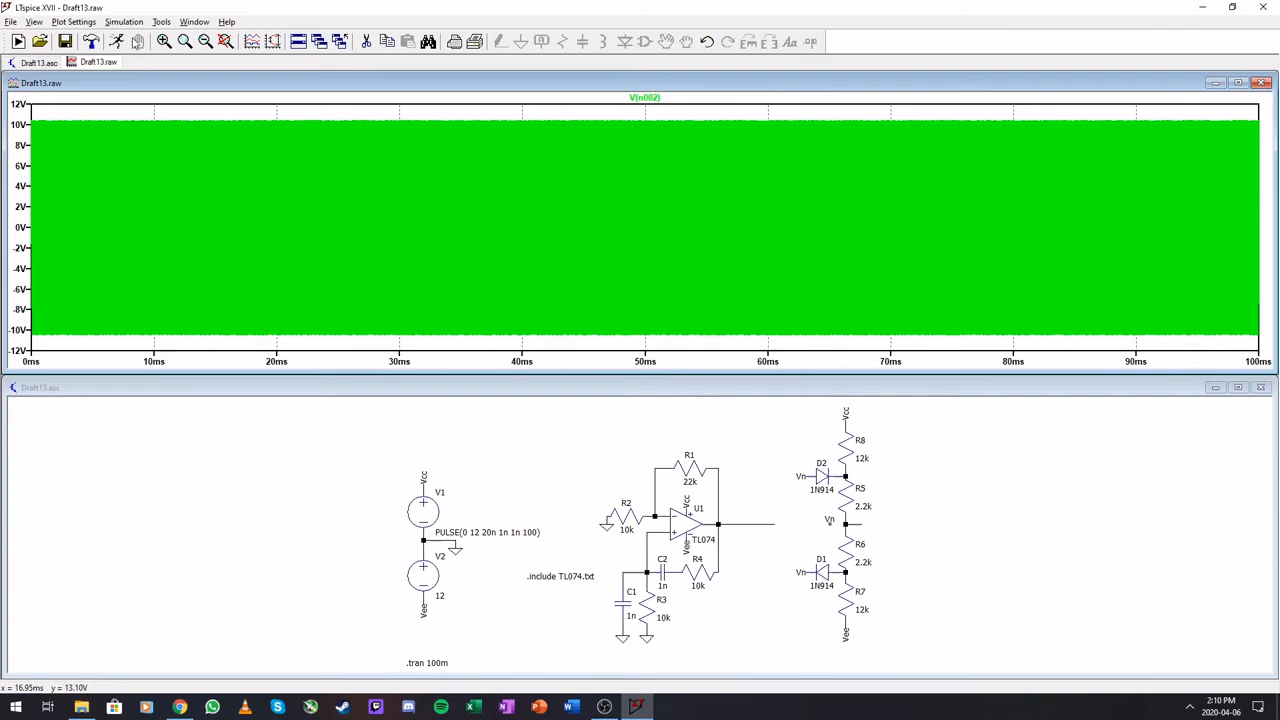 LTspice XVII - Draft13.raw
File View Plot Settings Simulation Tools Window Help
Draft13.asc Draft13.raw
Draft13.raw
V(n002)
12V
10V
8V
6V
4V
2V
0V
-2V
-4V
-6V
-8V
-10V
-12V
0ms 10ms 20ms 30ms 40ms 50ms 60ms 70ms 80ms 90ms 100ms
Draft13.asc
Vcc
V1
PULSE(0 12 20n 1n 1n 100)
V2
12
Vee
.tran 100m
.include TL074.txt
R1
22k
R2
10k
Vcc
U1
TL074
Vee
C2
1n
R4
10k
C1
1n
R3
10k
Vcc
R8
12k
D2
Vn
1N914
R5
2.2k
Vn
R6
2.2k
D1
Vn
1N914
R7
12k
Vee
x = 16.95ms y = 13.10V
2:10 PM
2020-04-06